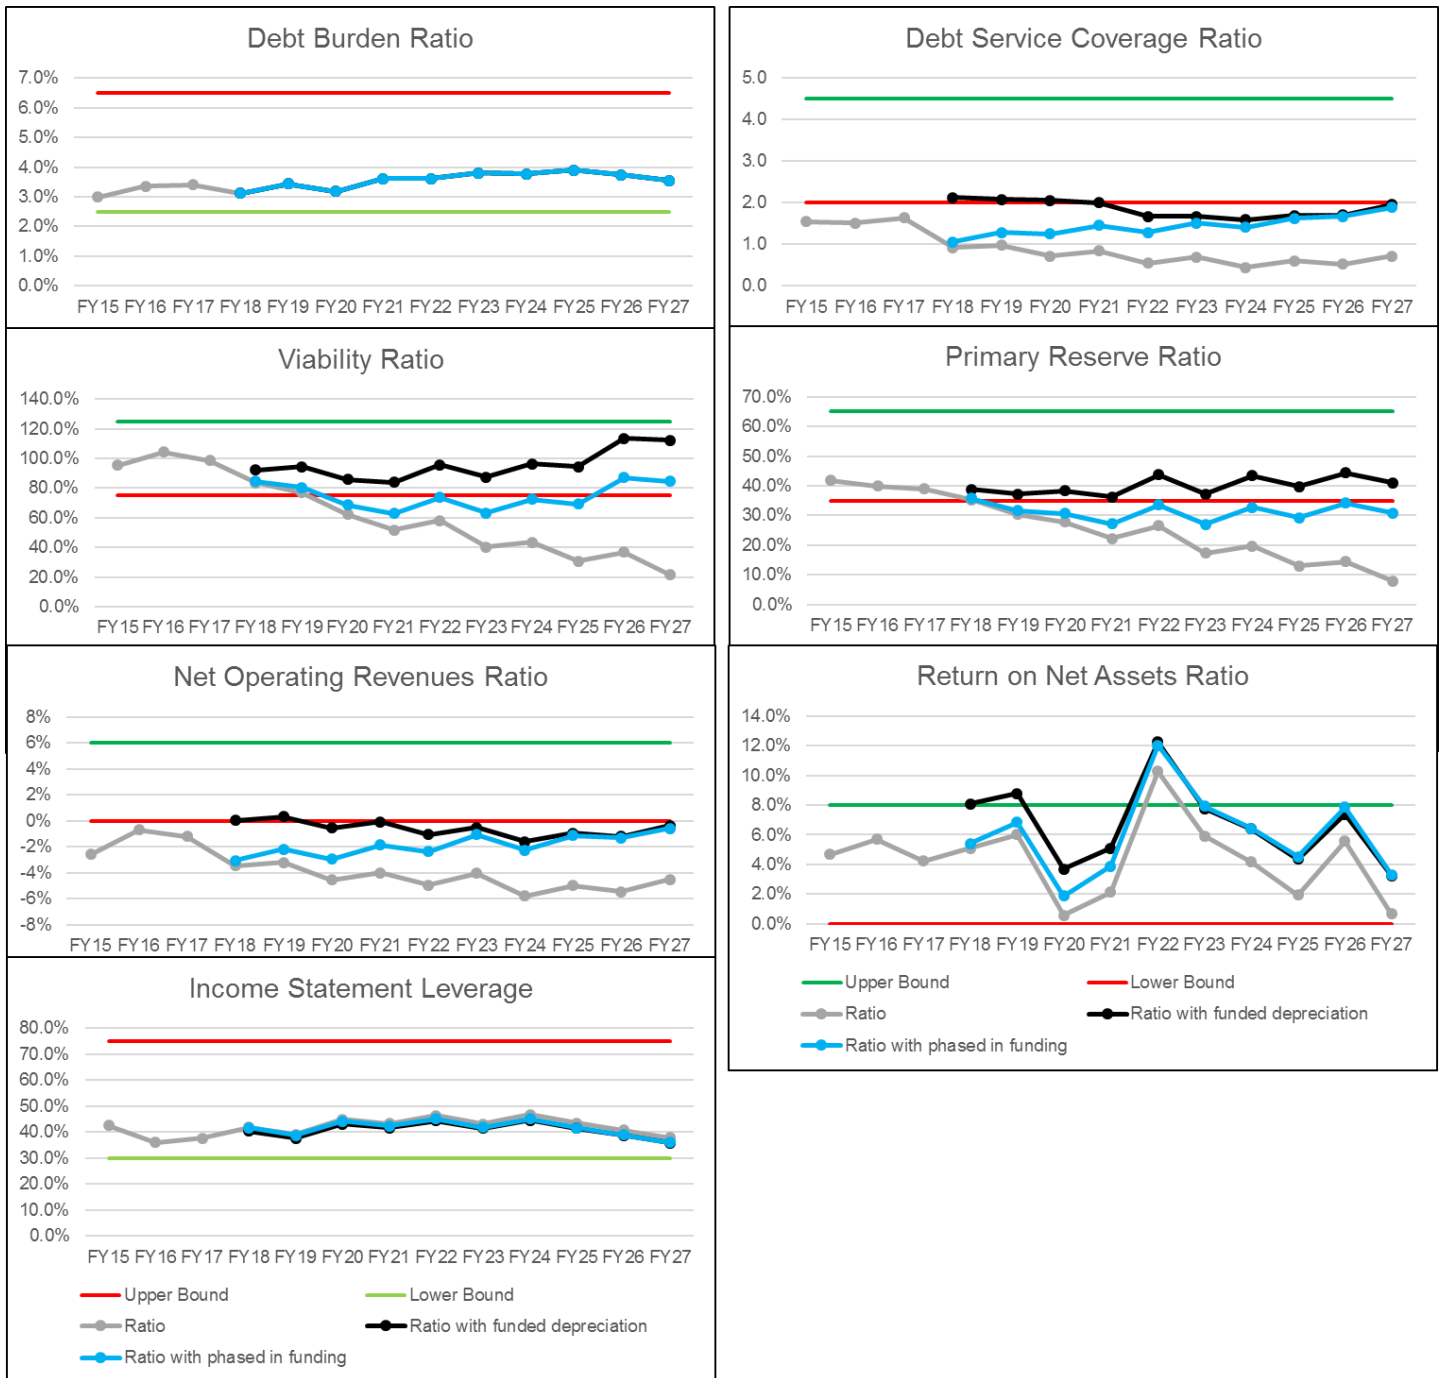 Debt Burden Ratio
7.0%
6.0%
5.0%
4.0%
3.0%
2.0%
1.0%
0.0%
FY15 FY16 FY17 FY18 FY19 FY20 FY21 FY22 FY23 FY24 FY25 FY26 FY27
Debt Service Coverage Ratio
5.0
4.0
3.0
2.0
1.0
0.0
FY15 FY16 FY17 FY18 FY19 FY20 FY21 FY22 FY23 FY24 FY25 FY26 FY27
Viability Ratio
140.0%
120.0%
100.0%
80.0%
60.0%
40.0%
20.0%
0.0%
FY15 FY16 FY17 FY18 FY19 FY20 FY21 FY22 FY23 FY24 FY25 FY26 FY27
Primary Reserve Ratio
70.0%
60.0%
50.0%
40.0%
30.0%
20.0%
10.0%
0.0%
FY15 FY16 FY17 FY18 FY19 FY20 FY21 FY22 FY23 FY24 FY25 FY26 FY27
Net Operating Revenues Ratio
8%
6%
4%
2%
0%
-2%
-4%
-6%
-8%
FY15 FY16 FY17 FY18 FY19 FY20 FY21 FY22 FY23 FY24 FY25 FY26 FY27
Return on Net Assets Ratio
14.0%
12.0%
10.0%
8.0%
6.0%
4.0%
2.0%
0.0%
FY15 FY16 FY17 FY18 FY19 FY20 FY21 FY22 FY23 FY24 FY25 FY26 FY27
Upper Bound Lower Bound
Ratio Ratio with funded depreciation
Ratio with phased in funding
Income Statement Leverage
80.0%
70.0%
60.0%
50.0%
40.0%
30.0%
20.0%
10.0%
0.0%
FY15 FY16 FY17 FY18 FY19 FY20 FY21 FY22 FY23 FY24 FY25 FY26 FY27
Upper Bound Lower Bound
Ratio Ratio with funded depreciation
Ratio with phased in funding